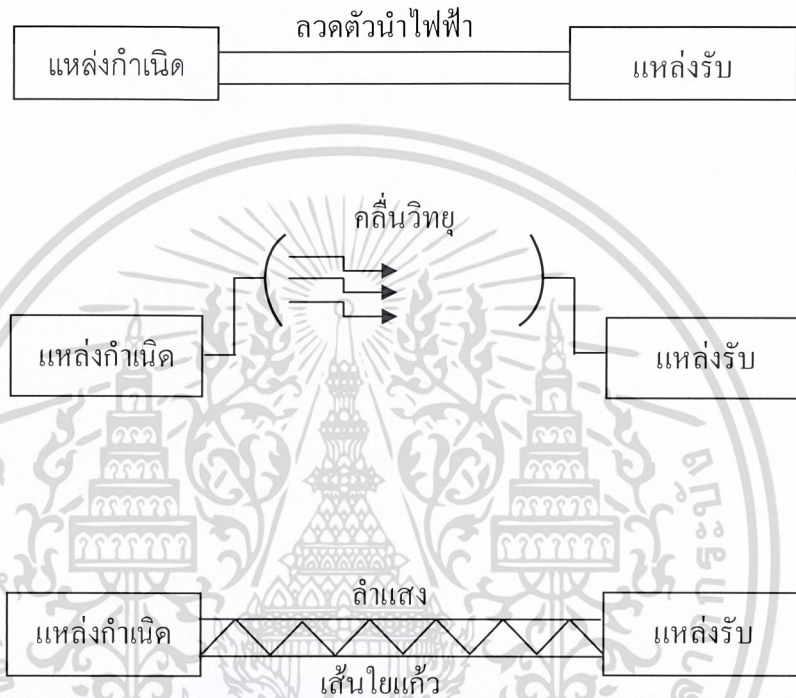 ลวดตัวนำไฟฟ้า
แหล่งกำเนิด แหล่งรับ
คลื่นวิทยุ
แหล่งกำเนิด แหล่งรับ
ลำแสง
แหล่งกำเนิด แหล่งรับ
เส้นใยแก้ว